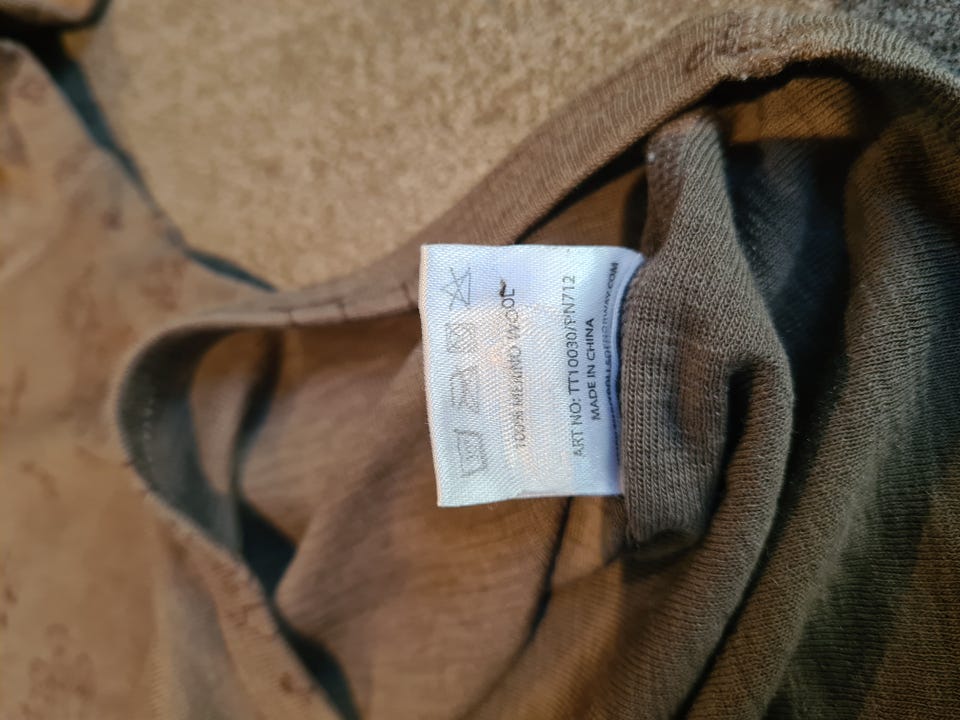 100% MERINO WOOL
ART NO: TT10030/PN712
MADE IN CHINA